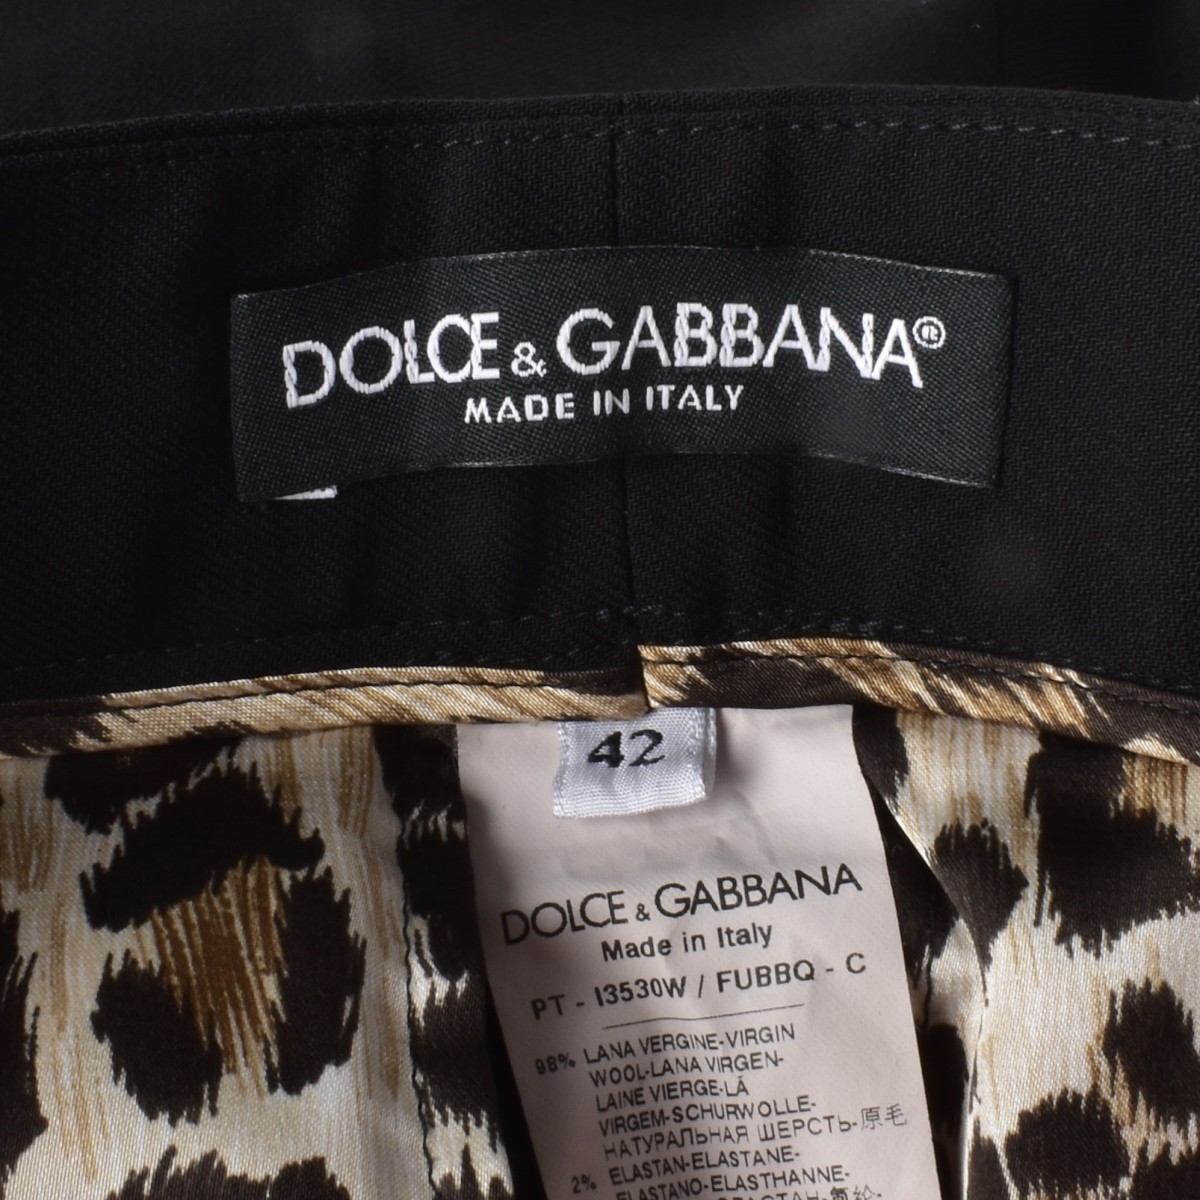 DOLCE & GABBANA®
MADE IN ITALY
42
DOLCE & GABBANA
Made in Italy
PT - I3530W / FUBBQ - C
98% LANA VERGINE-VIRGIN
WOOL-LANA VIRGEN-
LAINE VIERGE-LÃ
VIRGEM-SCHURWOLLE-
НАТУРАЛЬНАЯ ШЕРСТЬ-原毛
2% ELASTAN-ELASTANE-
ELASTANO-ELASTHANNE-